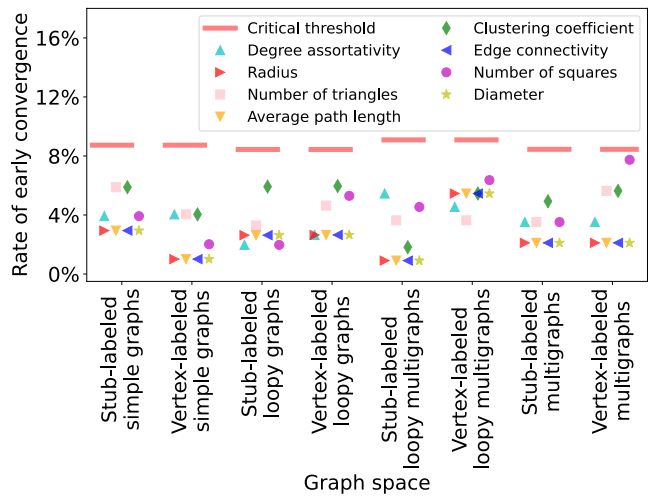 Critical threshold
Degree assortativity
Radius
Number of triangles
Average path length
Clustering coefficient
Edge connectivity
Number of squares
Diameter
Rate of early convergence
16%
12%
8%
4%
0%
Stub-labeled
simple graphs
Vertex-labeled
simple graphs
Stub-labeled
loopy graphs
Vertex-labeled
loopy graphs
Stub-labeled
loopy multigraphs
Vertex-labeled
loopy multigraphs
Stub-labeled
multigraphs
Vertex-labeled
multigraphs
Graph space